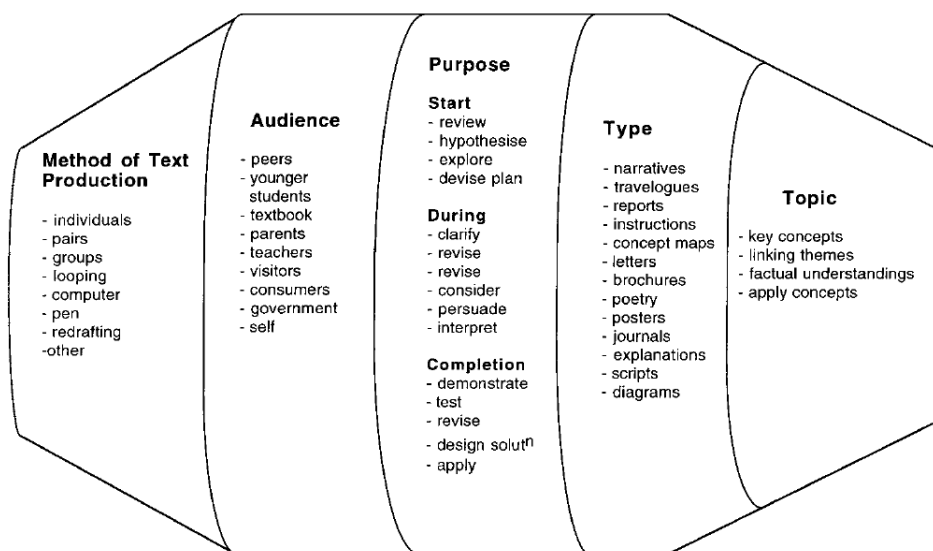 Method of Text
Production
- individuals
- pairs
- groups
- looping
- computer
- pen
- redrafting
-other
Audience
- peers
- younger
students
- textbook
- parents
- teachers
- visitors
- consumers
- government
- self
Purpose
Start
- review
- hypothesise
- explore
- devise plan
During
- clarify
- revise
- revise
- consider
- persuade
- interpret
Completion
- demonstrate
- test
- revise
- design solutⁿ
- apply
Type
- narratives
- travelogues
- reports
- instructions
- concept maps
- letters
- brochures
- poetry
- posters
- journals
- explanations
- scripts
- diagrams
Topic
- key concepts
- linking themes
- factual understandings
- apply concepts